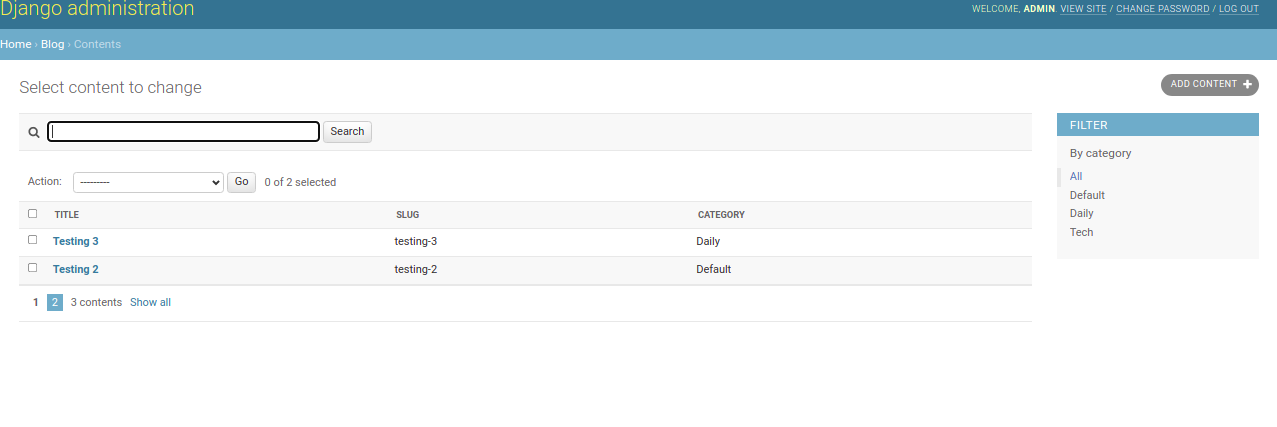 Django administration
WELCOME, ADMIN. VIEW SITE / CHANGE PASSWORD / LOG OUT
Home › Blog › Contents
Select content to change
ADD CONTENT
Search
Action: --------- Go 0 of 2 selected
TITLE SLUG CATEGORY
Testing 3 testing-3 Daily
Testing 2 testing-2 Default
1 2 3 contents Show all
FILTER
By category
All
Default
Daily
Tech